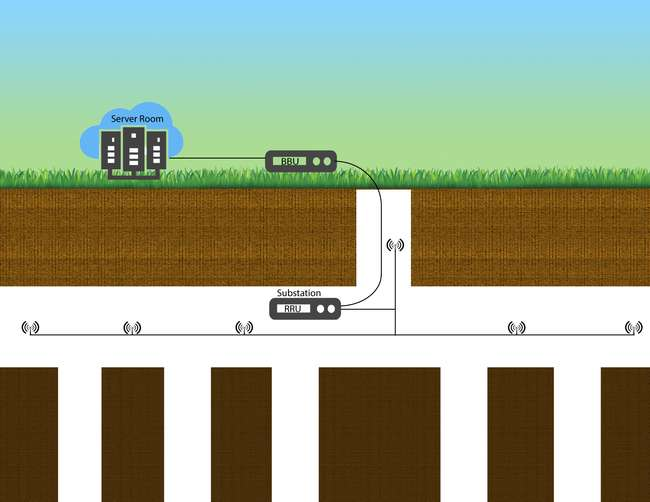 Server Room
BBU
Substation
RRU